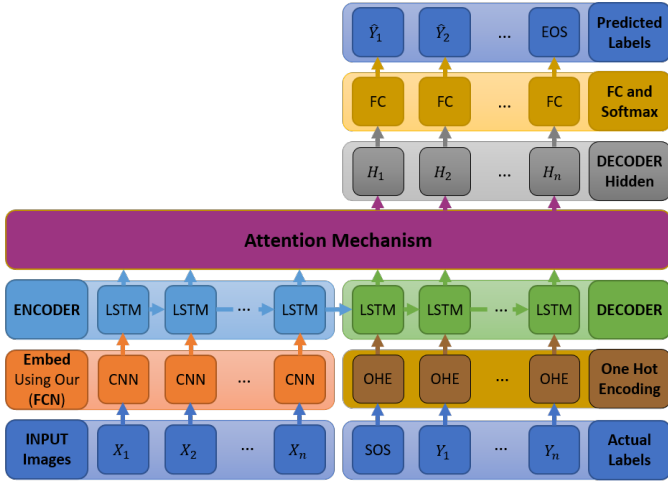 Ŷ₁ Ŷ₂ ... EOS Predicted
Labels
FC FC ... FC FC and
Softmax
H₁ H₂ ... Hₙ DECODER
Hidden
Attention Mechanism
ENCODER LSTM LSTM ... LSTM LSTM LSTM ... LSTM DECODER
Embed
Using Our
(FCN)
CNN CNN ... CNN OHE OHE ... OHE One Hot
Encoding
INPUT
Images
X₁ X₂ ... Xₙ SOS Y₁ ... Yₙ Actual
Labels